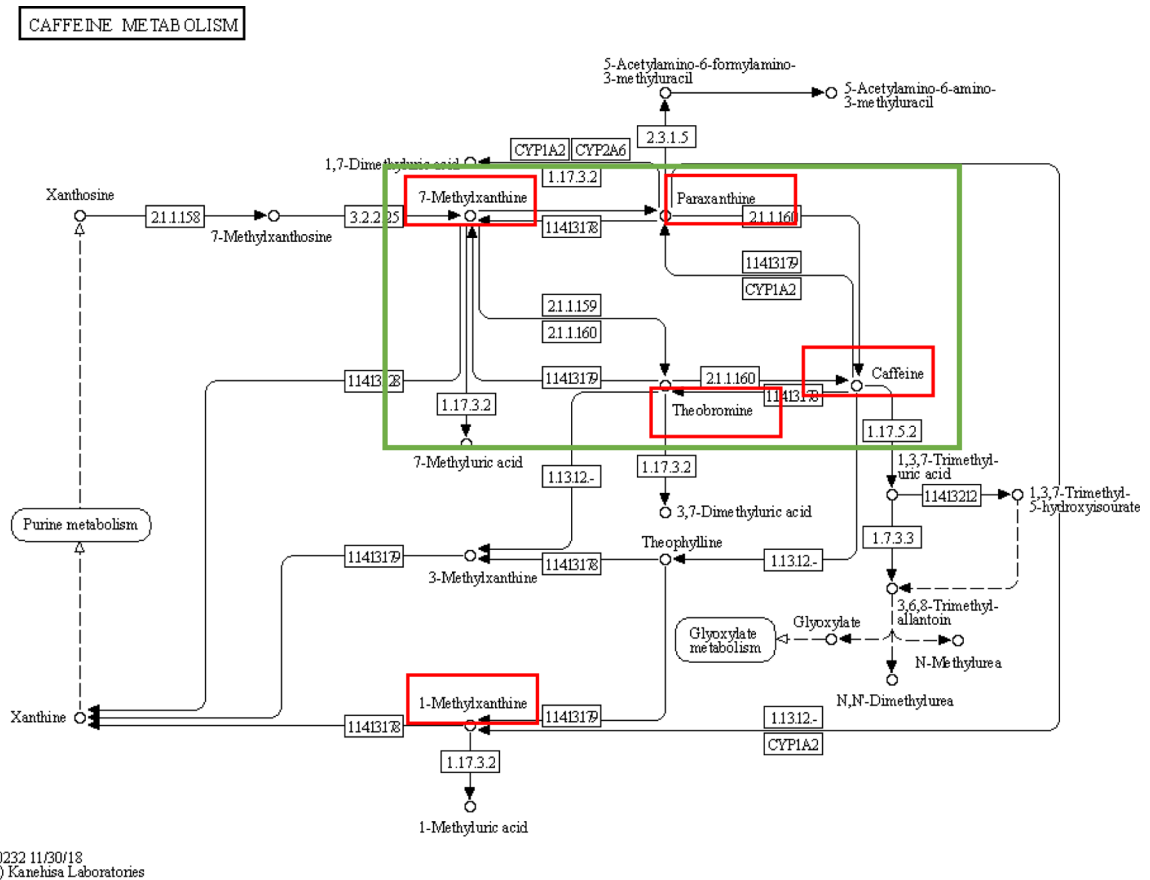 CAFFEINE METABOLISM
5-Acetylamino-6-formylamino-
3-methyluracil
5-Acetylamino-6-amino-
3-methyluracil
2.3.1.5
CYP1A2
CYP2A6
1,7-Dimethyluric acid
1.17.3.2
Xanthosine
7-Methylxanthine
Paraxanthine
2.1.1.158
3.2.2.25
2.1.1.160
7-Methylxanthosine
1.14.13.178
1.14.13.179
CYP1A2
2.1.1.159
2.1.1.160
1.14.13.128
1.14.13.179
2.1.1.160
Caffeine
1.14.13.178
1.17.3.2
Theobromine
1.17.5.2
7-Methyluric acid
1.17.3.2
1,3,7-Trimethyl-
uric acid
1.13.12.-
1.14.13.212
1,3,7-Trimethyl-
5-hydroxyisourate
3,7-Dimethyluric acid
Purine metabolism
1.7.3.3
Theophylline
1.14.13.179
3-Methylxanthine
1.14.13.178
1.13.12.-
3,6,8-Trimethyl-
allantoin
Glyoxylate
metabolism
Glyoxylate
N-Methylurea
N,N'-Dimethylurea
1-Methylxanthine
Xanthine
1.14.13.178
1.14.13.179
1.13.12.-
CYP1A2
1.17.3.2
1-Methyluric acid
0232 11/30/18
) Kanehisa Laboratories